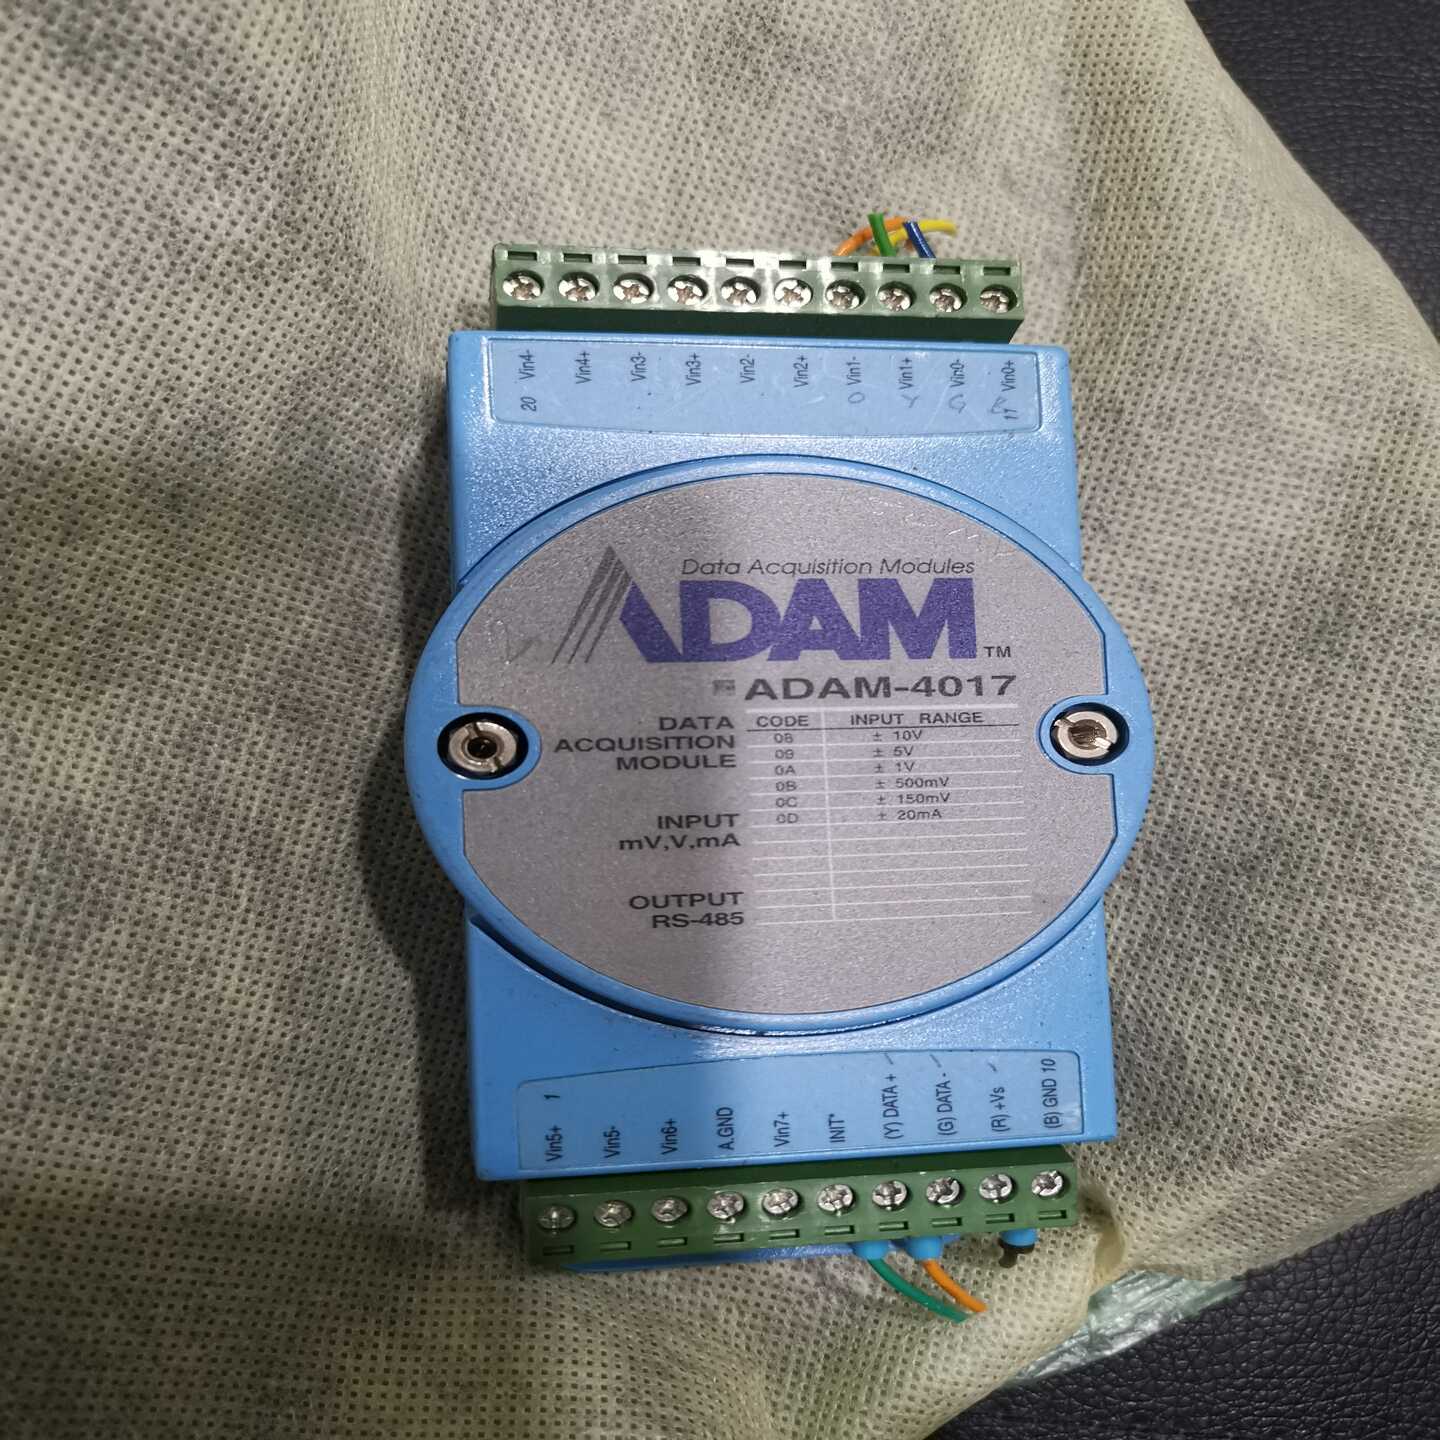 Vin4- Vin4+ Vin3- Vin3+ Vin2- Vin2+ Vin1- Vin1+ Vin0- Vin0+
20 11
Data Acquisition Modules
ADAM TM
ADAM-4017
DATA
ACQUISITION
MODULE
INPUT
mV,V,mA
OUTPUT
RS-485
CODE INPUT RANGE
08 ± 10V
09 ± 5V
0A ± 1V
0B ± 500mV
0C ± 150mV
0D ± 20mA
1 10
Vin5+ Vin5- Vin6+ A.GND Vin7+ INIT* (Y) DATA + (G) DATA - (R) +Vs (B) GND